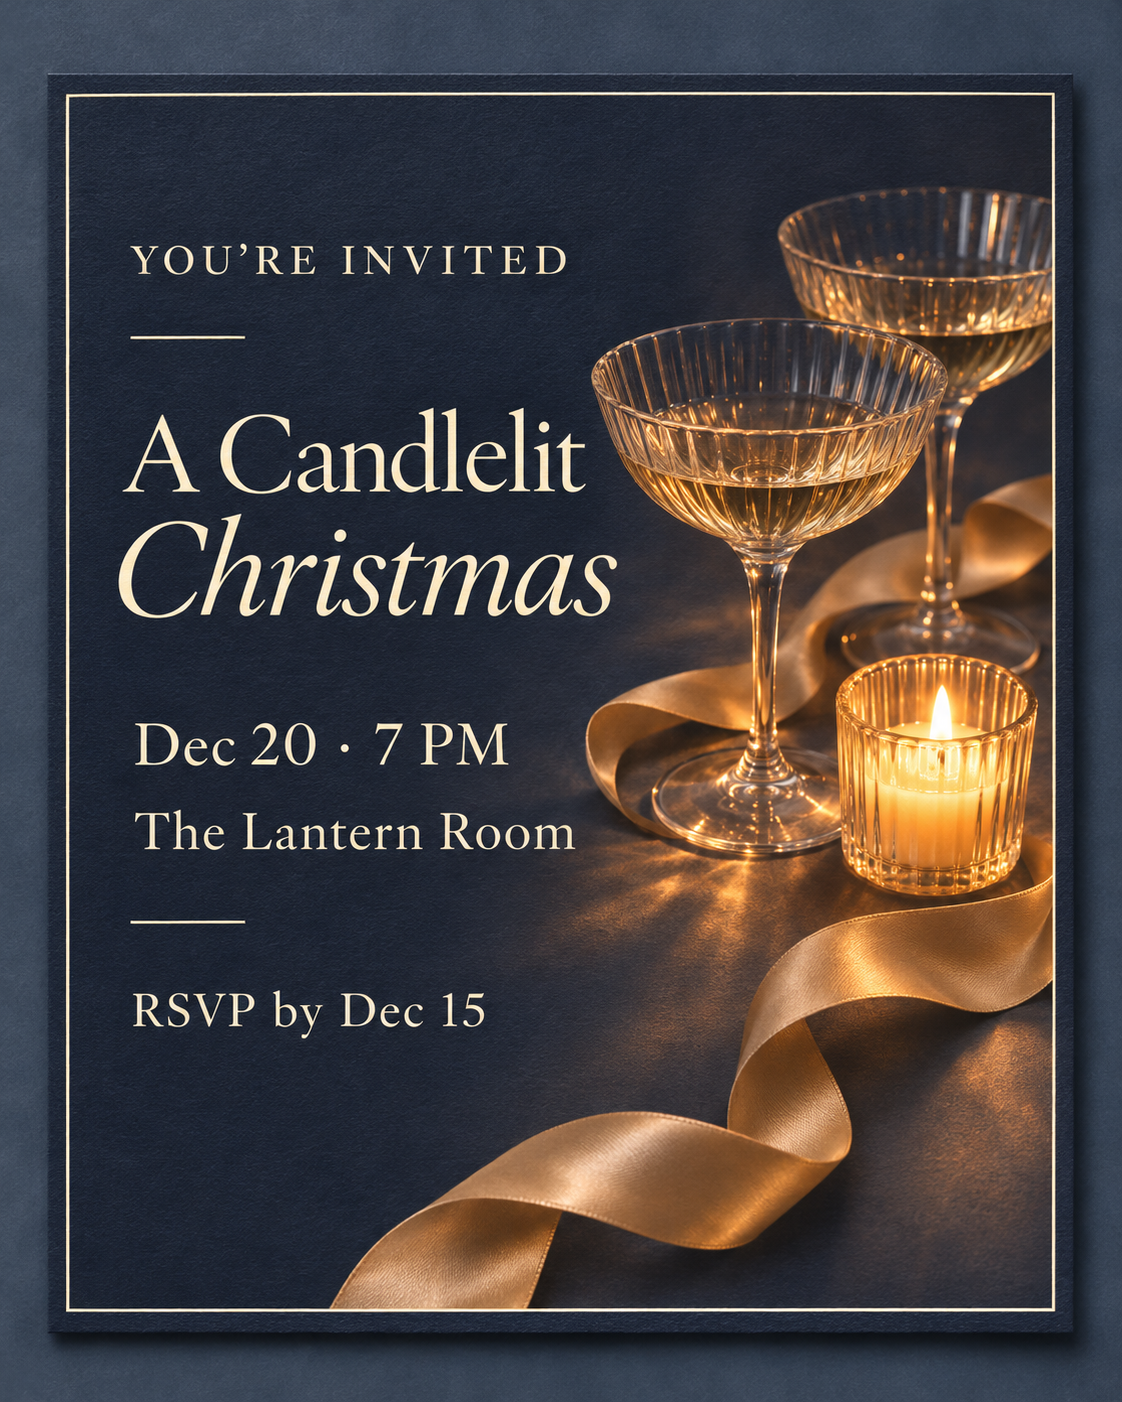 YOU’RE INVITED
A Candlelit
Christmas
Dec 20 · 7 PM
The Lantern Room
RSVP by Dec 15